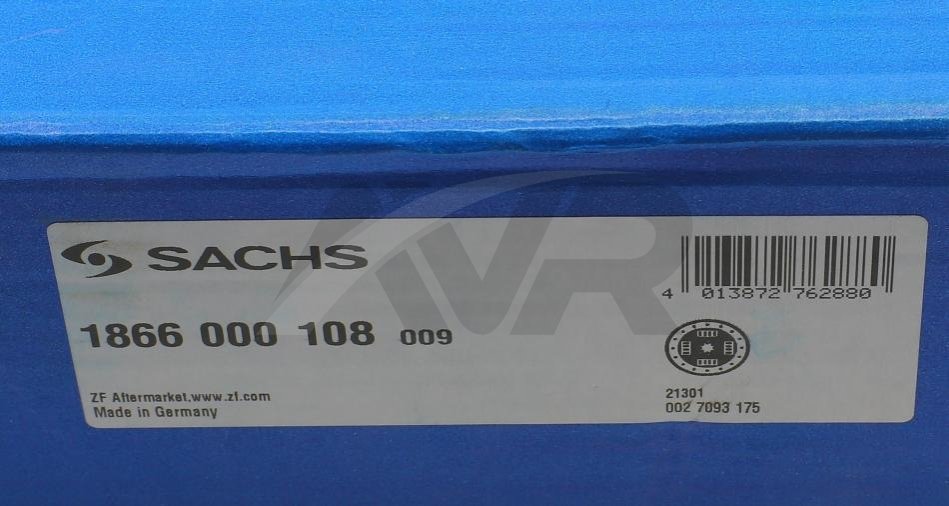 SACHS
1866 000 108 009
ZF Aftermarket.www.zf.com
Made in Germany
4 013872 762880
21301
002 7093 175
AVR